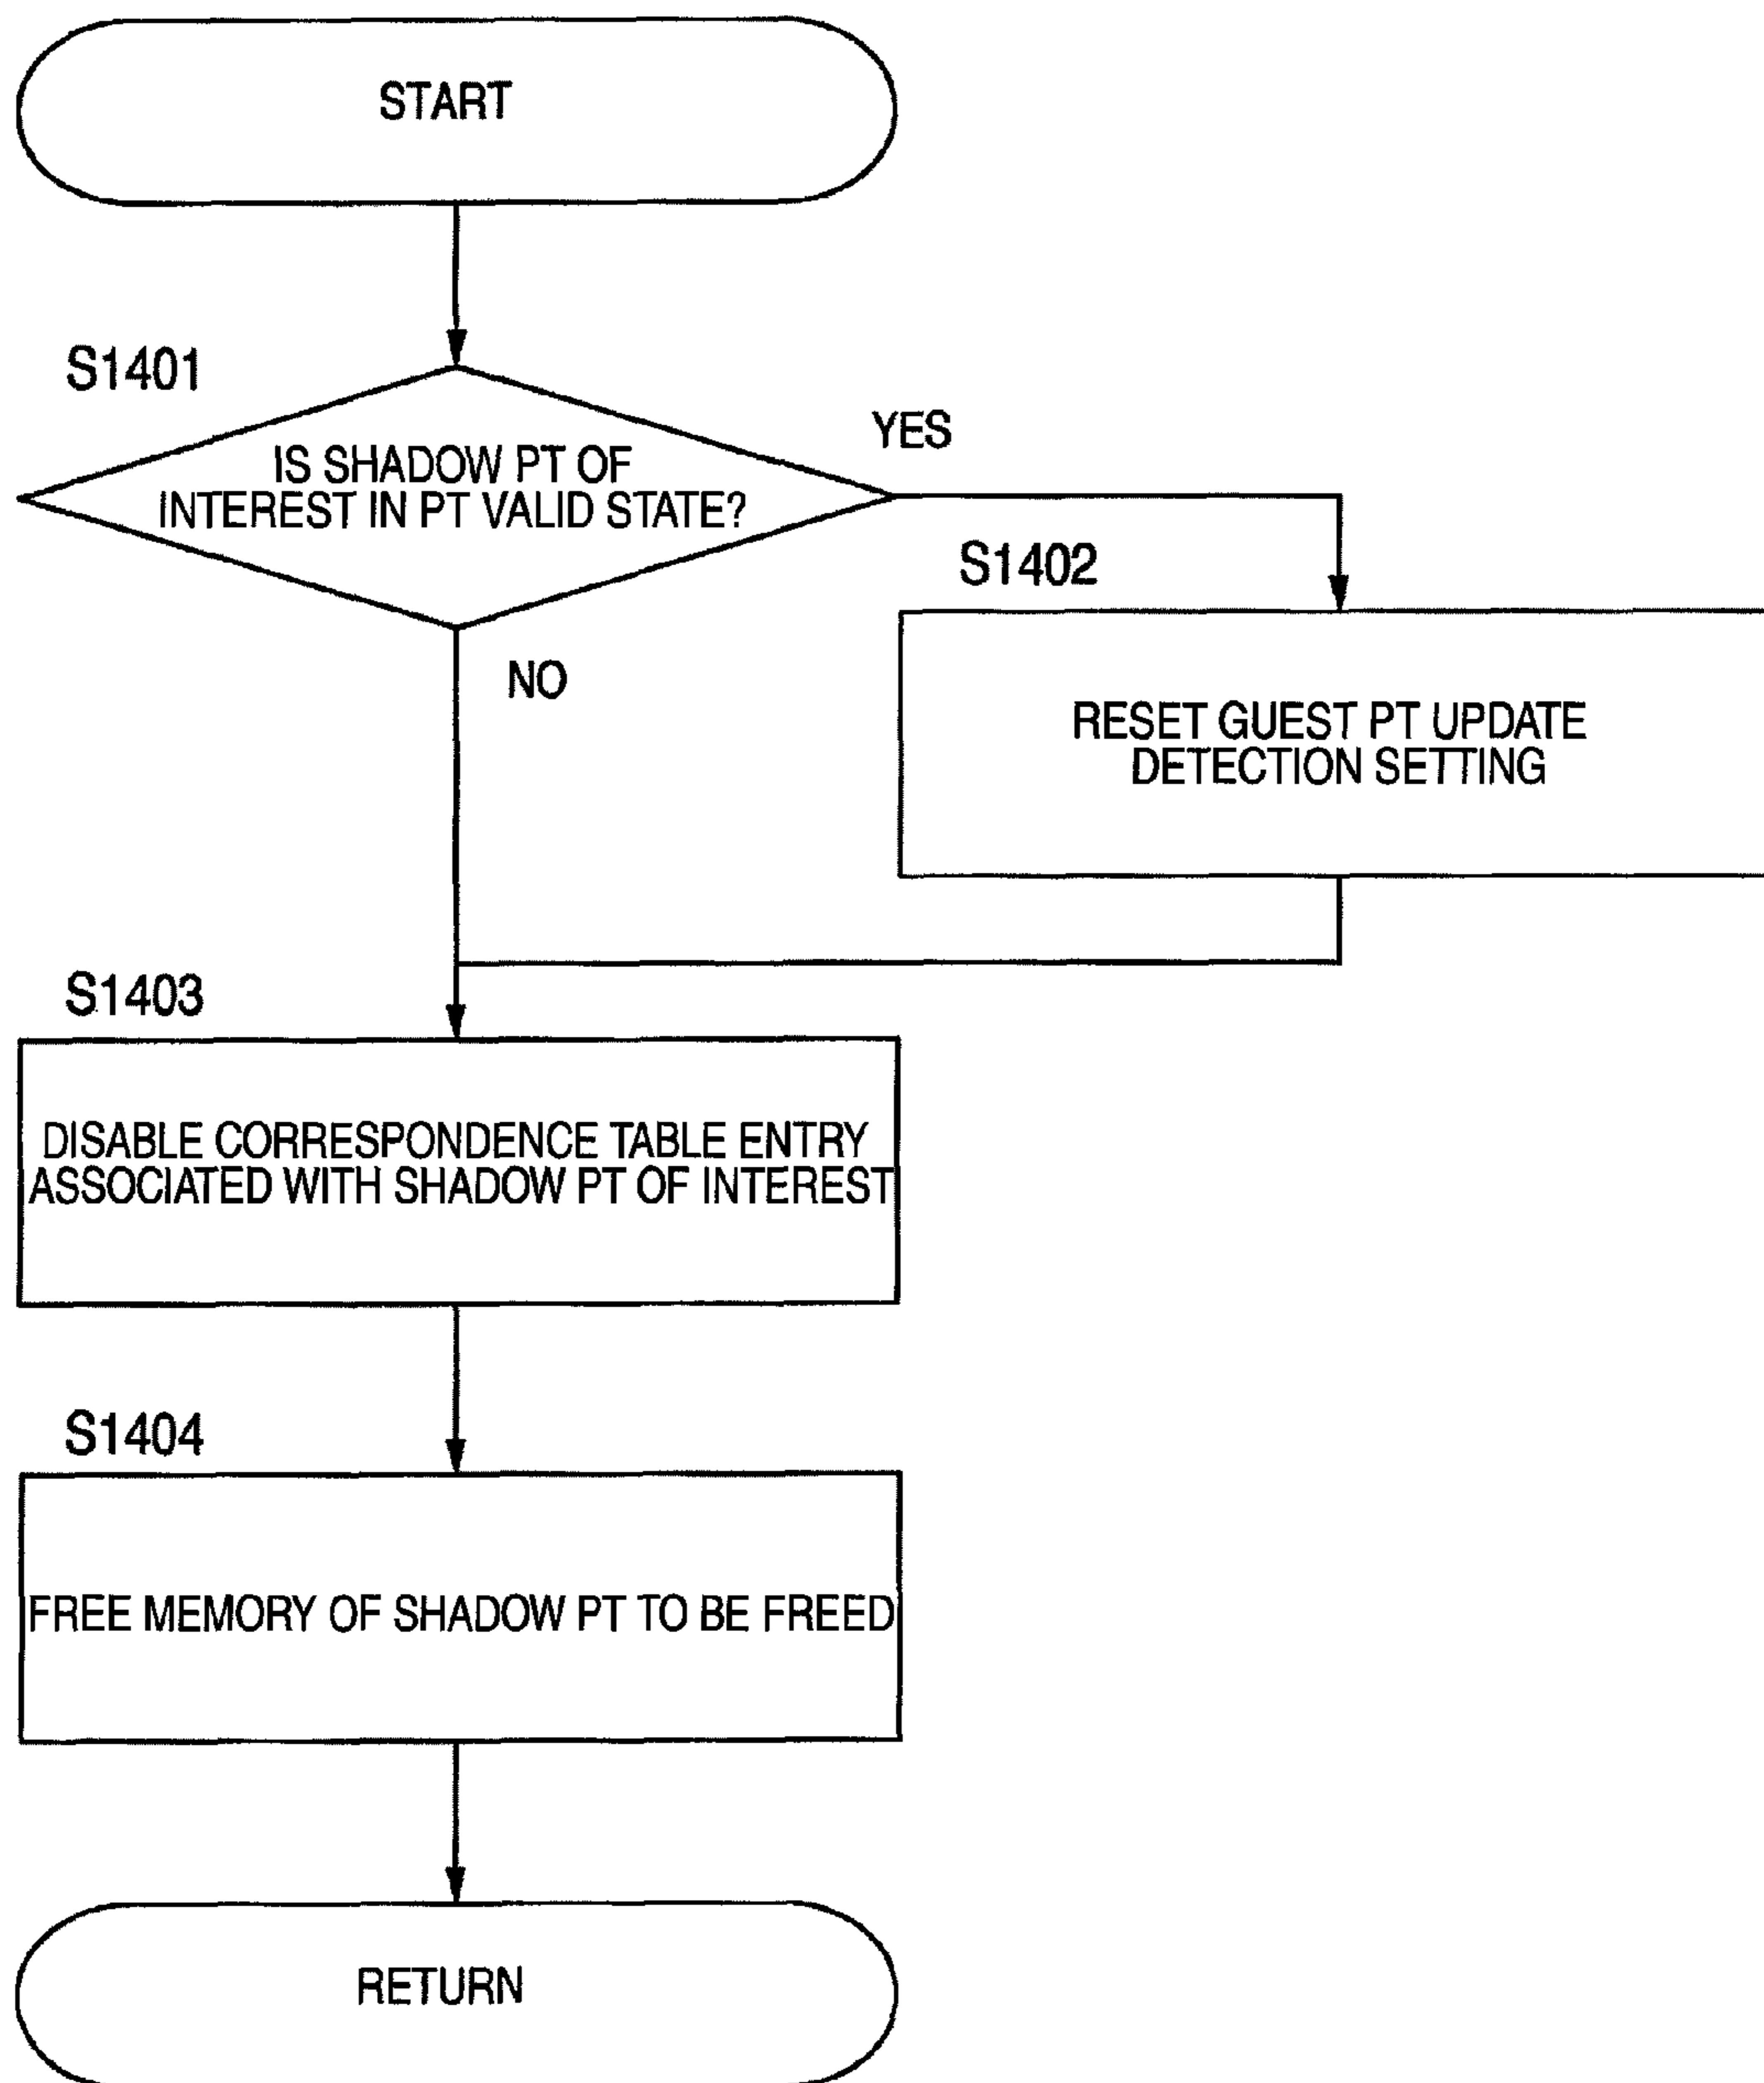 START
S1401
IS SHADOW PT OF
INTEREST IN PT VALID STATE?
YES
NO
S1402
RESET GUEST PT UPDATE
DETECTION SETTING
S1403
DISABLE CORRESPONDENCE TABLE ENTRY
ASSOCIATED WITH SHADOW PT OF INTEREST
S1404
FREE MEMORY OF SHADOW PT TO BE FREED
RETURN